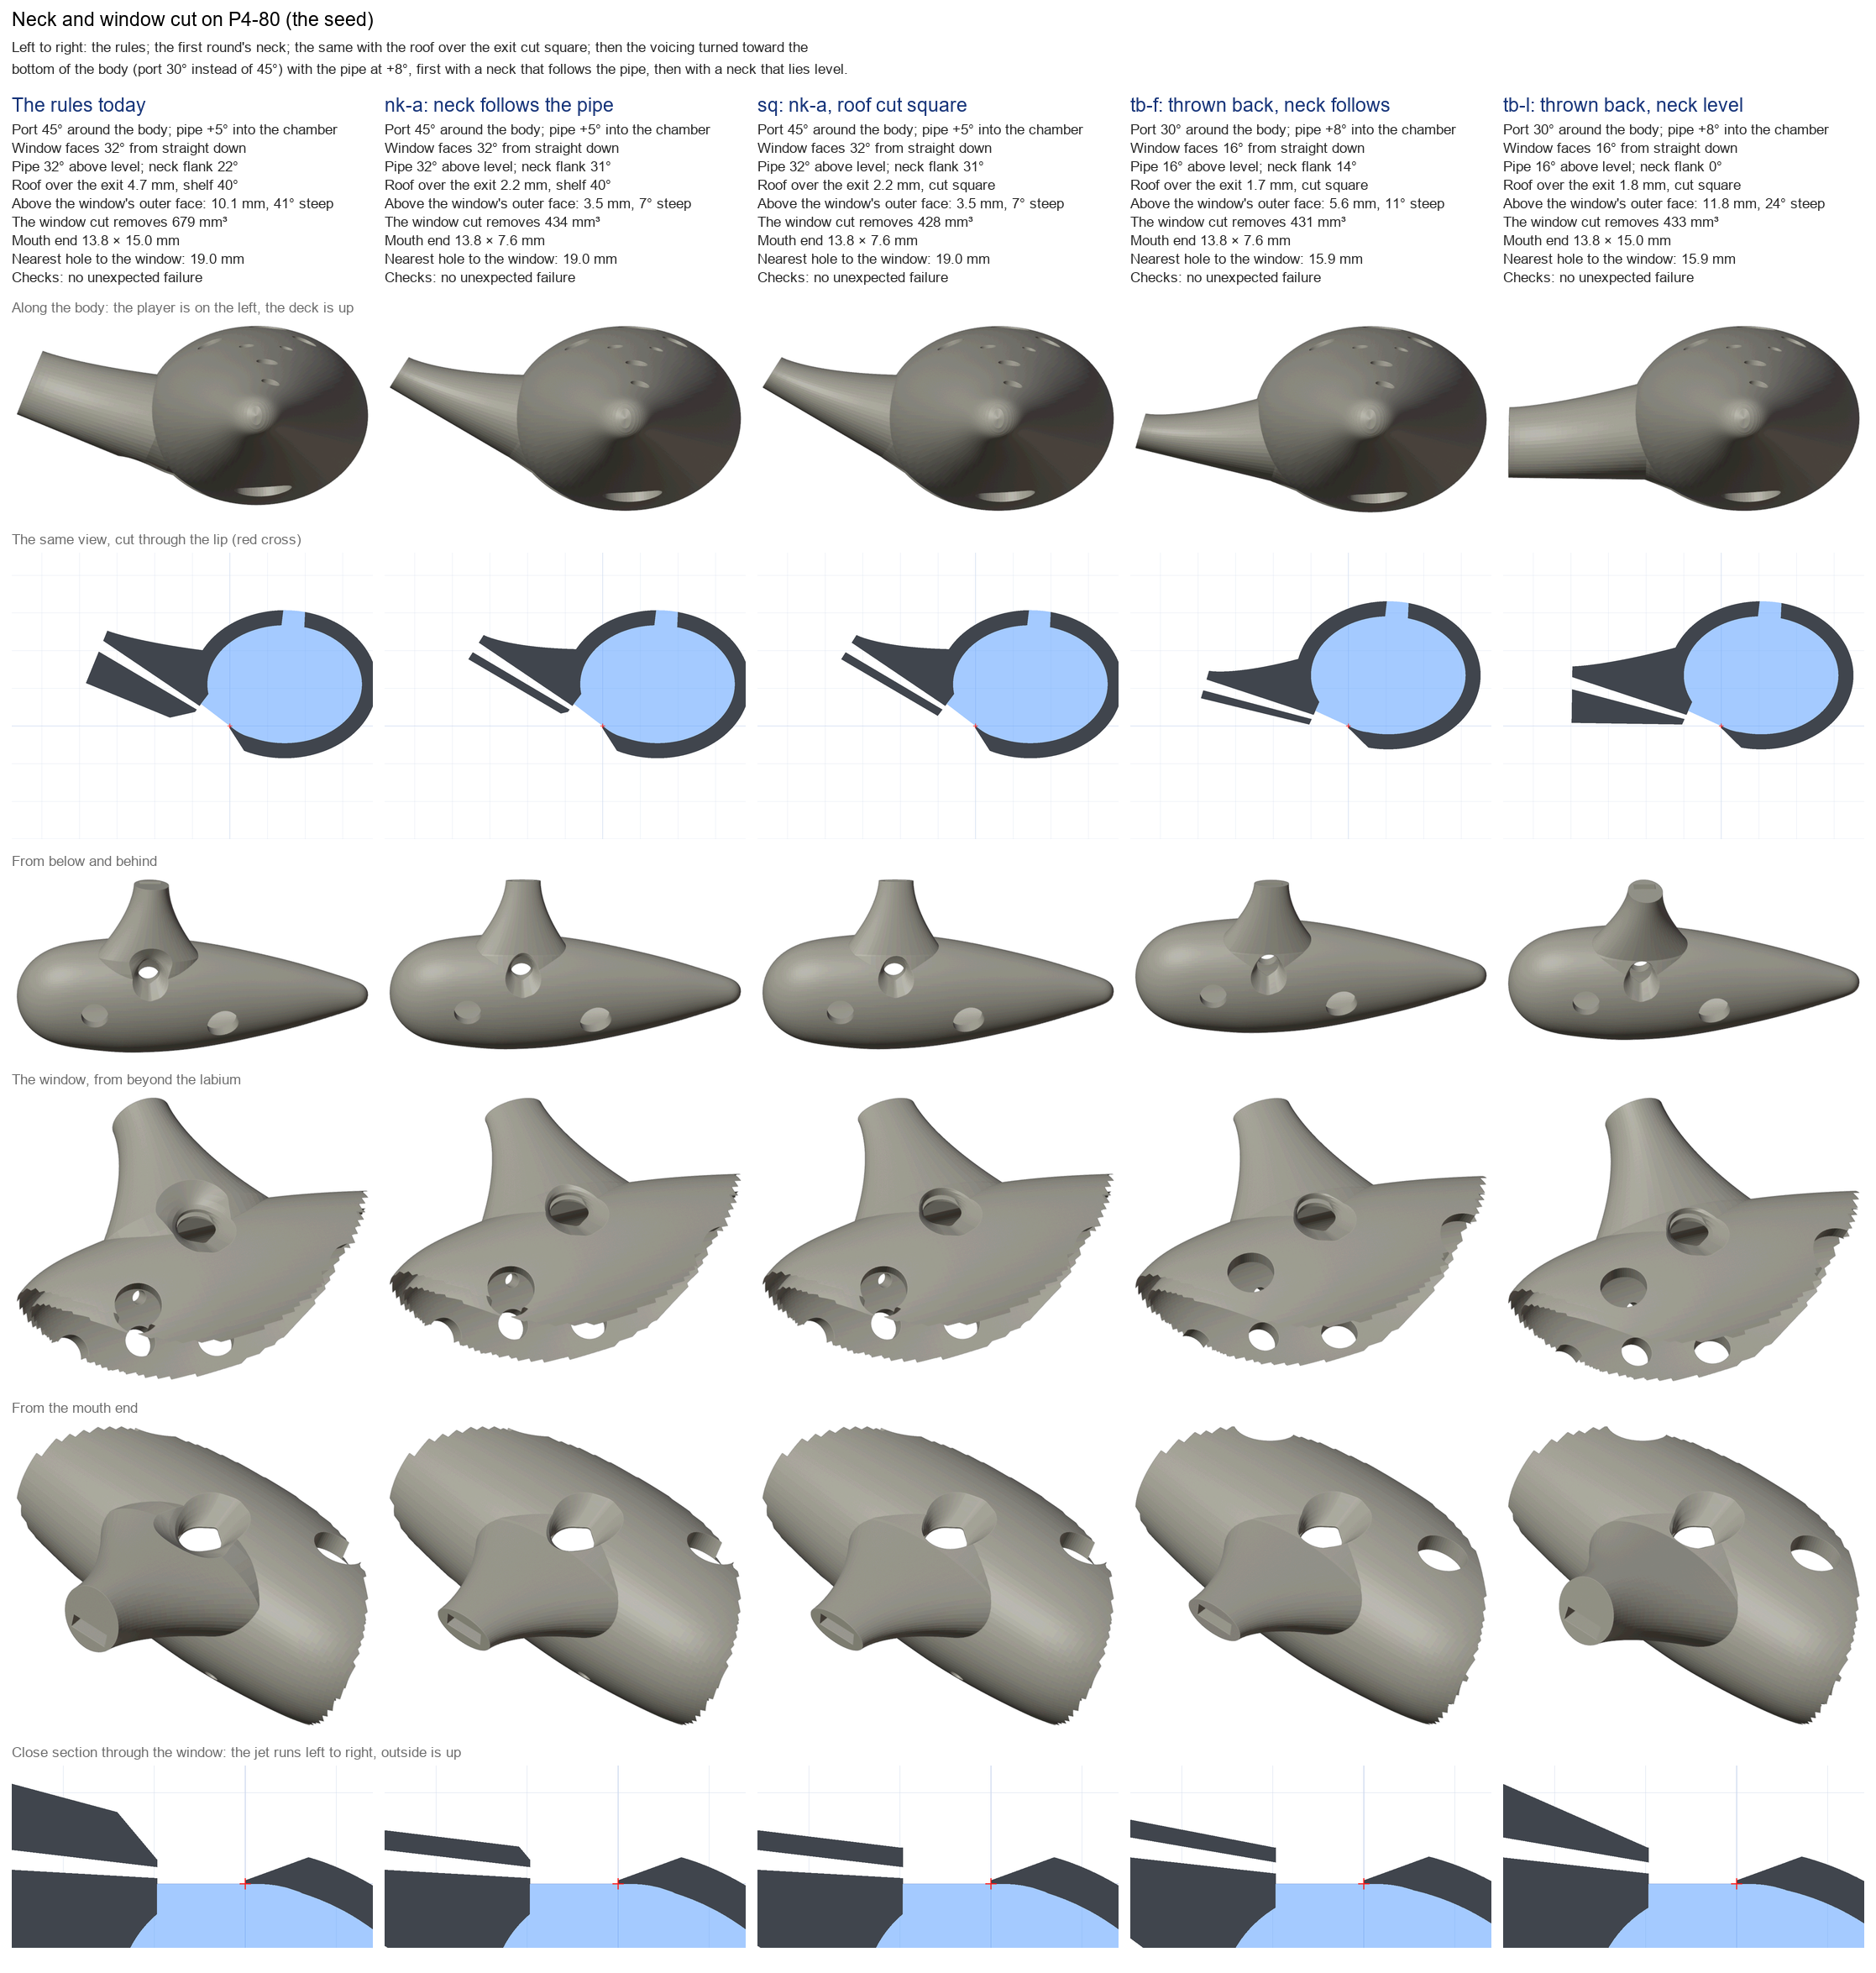 Neck and window cut on P4-80 (the seed)
Left to right: the rules; the first round's neck; the same with the roof over the exit cut square; then the voicing turned toward the
bottom of the body (port 30° instead of 45°) with the pipe at +8°, first with a neck that follows the pipe, then with a neck that lies level.
The rules today
Port 45° around the body; pipe +5° into the chamber
Window faces 32° from straight down
Pipe 32° above level; neck flank 22°
Roof over the exit 4.7 mm, shelf 40°
Above the window's outer face: 10.1 mm, 41° steep
The window cut removes 679 mm³
Mouth end 13.8 × 15.0 mm
Nearest hole to the window: 19.0 mm
Checks: no unexpected failure
nk-a: neck follows the pipe
Port 45° around the body; pipe +5° into the chamber
Window faces 32° from straight down
Pipe 32° above level; neck flank 31°
Roof over the exit 2.2 mm, shelf 40°
Above the window's outer face: 3.5 mm, 7° steep
The window cut removes 434 mm³
Mouth end 13.8 × 7.6 mm
Nearest hole to the window: 19.0 mm
Checks: no unexpected failure
sq: nk-a, roof cut square
Port 45° around the body; pipe +5° into the chamber
Window faces 32° from straight down
Pipe 32° above level; neck flank 31°
Roof over the exit 2.2 mm, cut square
Above the window's outer face: 3.5 mm, 7° steep
The window cut removes 428 mm³
Mouth end 13.8 × 7.6 mm
Nearest hole to the window: 19.0 mm
Checks: no unexpected failure
tb-f: thrown back, neck follows
Port 30° around the body; pipe +8° into the chamber
Window faces 16° from straight down
Pipe 16° above level; neck flank 14°
Roof over the exit 1.7 mm, cut square
Above the window's outer face: 5.6 mm, 11° steep
The window cut removes 431 mm³
Mouth end 13.8 × 7.6 mm
Nearest hole to the window: 15.9 mm
Checks: no unexpected failure
tb-l: thrown back, neck level
Port 30° around the body; pipe +8° into the chamber
Window faces 16° from straight down
Pipe 16° above level; neck flank 0°
Roof over the exit 1.8 mm, cut square
Above the window's outer face: 11.8 mm, 24° steep
The window cut removes 433 mm³
Mouth end 13.8 × 15.0 mm
Nearest hole to the window: 15.9 mm
Checks: no unexpected failure
Along the body: the player is on the left, the deck is up
The same view, cut through the lip (red cross)
From below and behind
The window, from beyond the labium
From the mouth end
Close section through the window: the jet runs left to right, outside is up